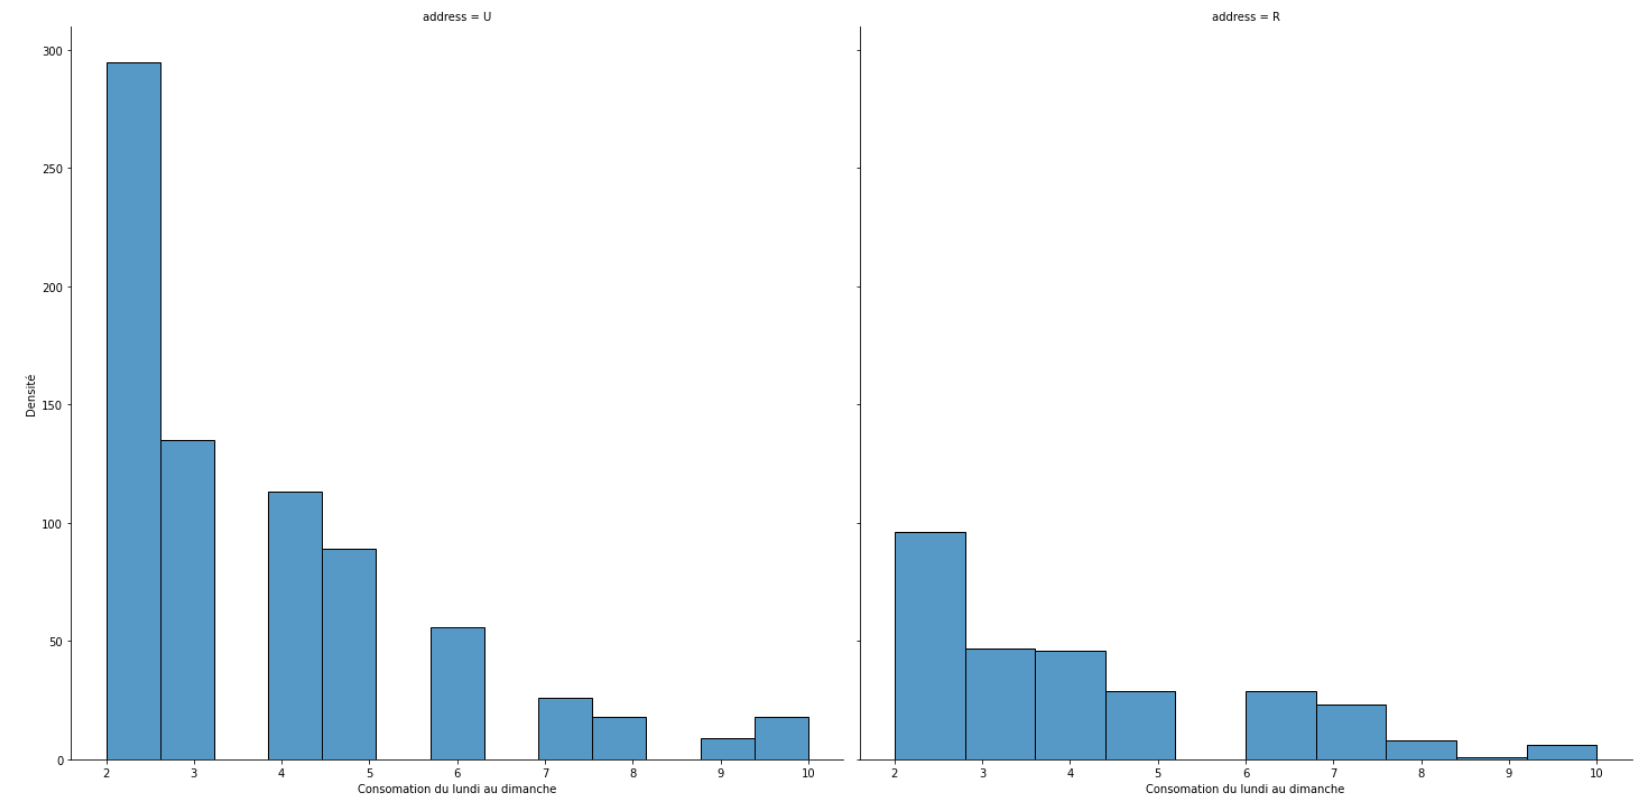 address = U
address = R
300
250
200
150
100
50
0
Densité
2 3 4 5 6 7 8 9 10
2 3 4 5 6 7 8 9 10
Consomation du lundi au dimanche
Consomation du lundi au dimanche